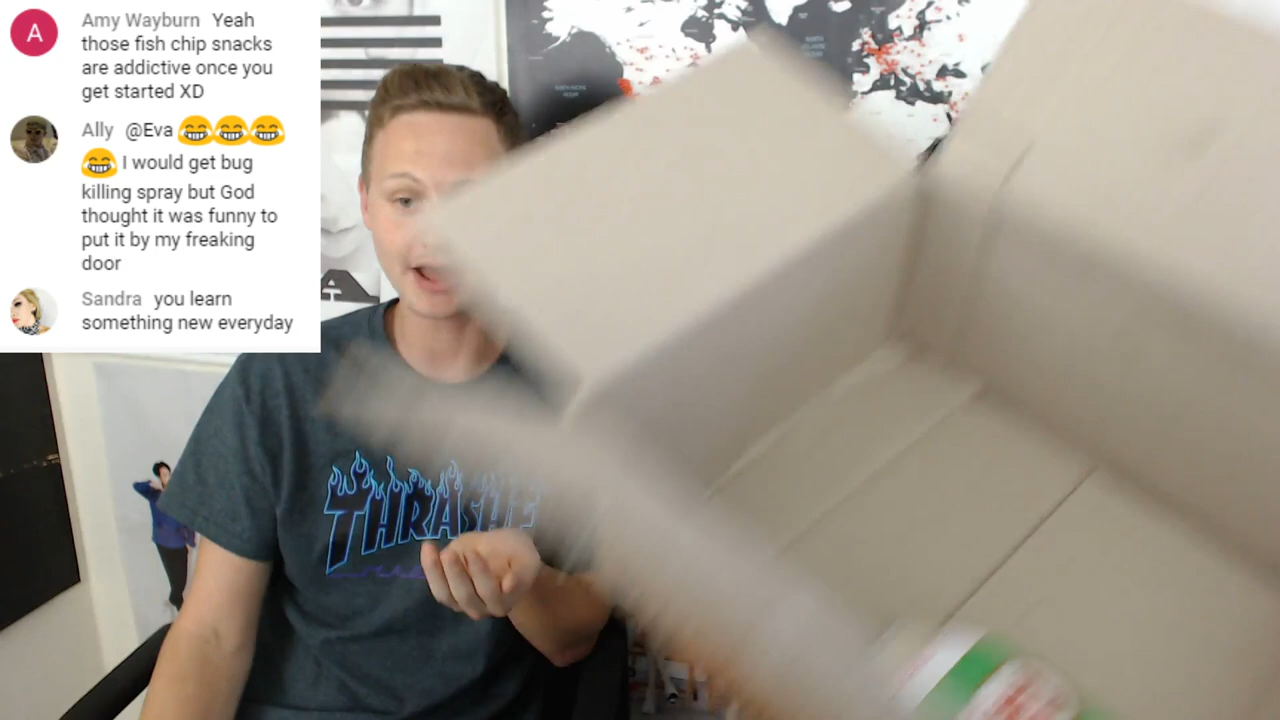 Amy Wayburn Yeah
those fish chip snacks
are addictive once you
get started XD
Ally @Eva 😂😂😂
😂 I would get bug
killing spray but God
thought it was funny to
put it by my freaking
door
Sandra you learn
something new everyday
A
THRASHE